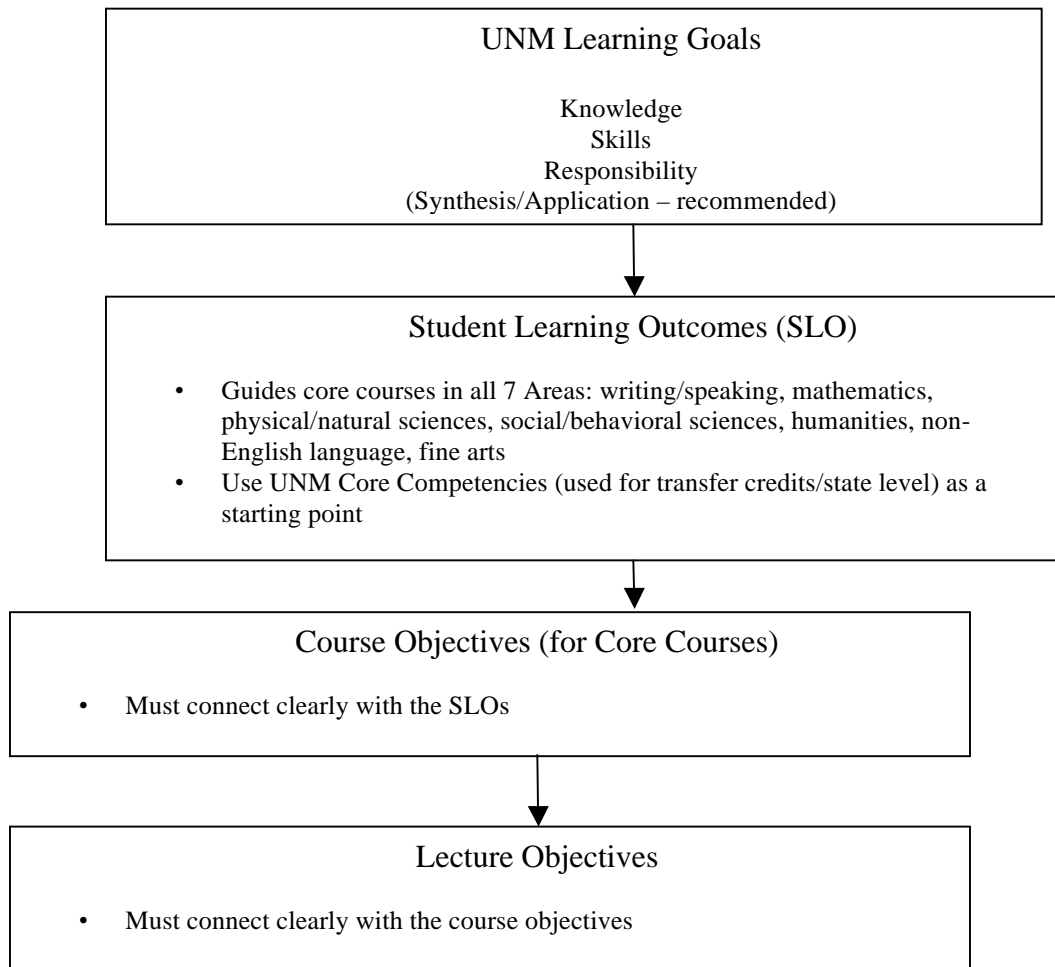 UNM Learning Goals
Knowledge
Skills
Responsibility
(Synthesis/Application – recommended)
Student Learning Outcomes (SLO)
• Guides core courses in all 7 Areas: writing/speaking, mathematics,
physical/natural sciences, social/behavioral sciences, humanities, non-
English language, fine arts
• Use UNM Core Competencies (used for transfer credits/state level) as a
starting point
Course Objectives (for Core Courses)
• Must connect clearly with the SLOs
Lecture Objectives
• Must connect clearly with the course objectives